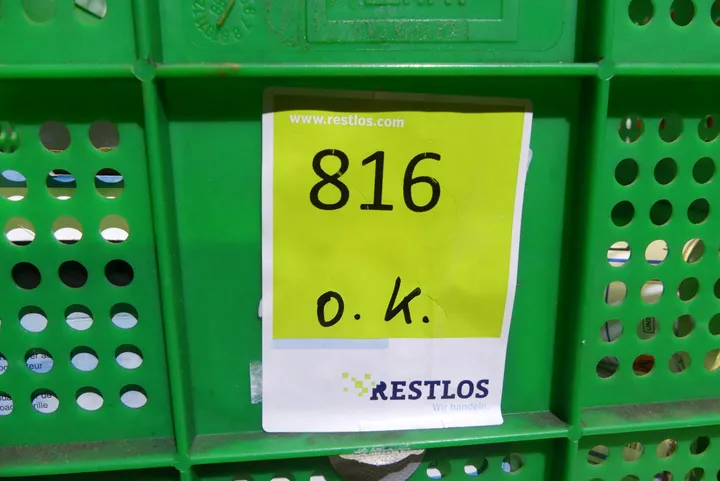 www.restlos.com
816
o. k.
RESTLOS
Wir handeln.